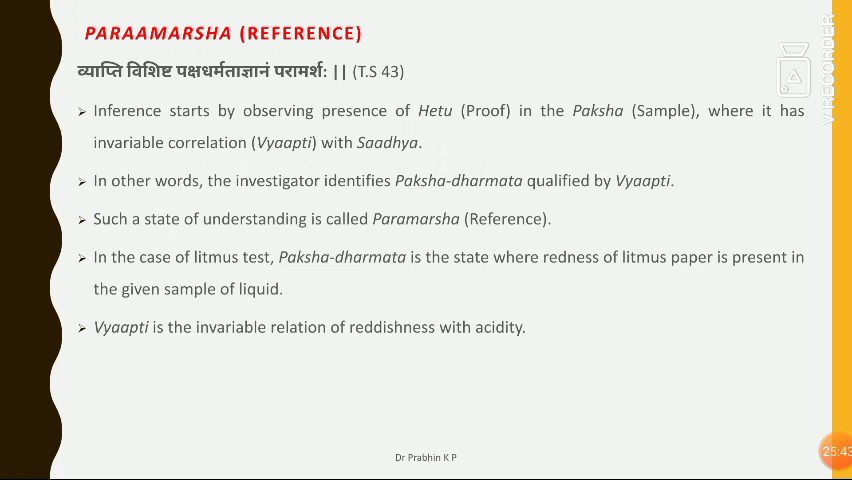 PARAAMARSHA (REFERENCE)
व्याप्ति विशिष्ट पक्षधर्मताज्ञानं परामर्श: || (T.S 43)
➢ Inference starts by observing presence of Hetu (Proof) in the Paksha (Sample), where it has
invariable correlation (Vyaapti) with Saadhya.
➢ In other words, the investigator identifies Paksha-dharmata qualified by Vyaapti.
➢ Such a state of understanding is called Paramarsha (Reference).
➢ In the case of litmus test, Paksha-dharmata is the state where redness of litmus paper is present in
the given sample of liquid.
➢ Vyaapti is the invariable relation of reddishness with acidity.
Dr Prabhin K P
V RECORDER
25:43